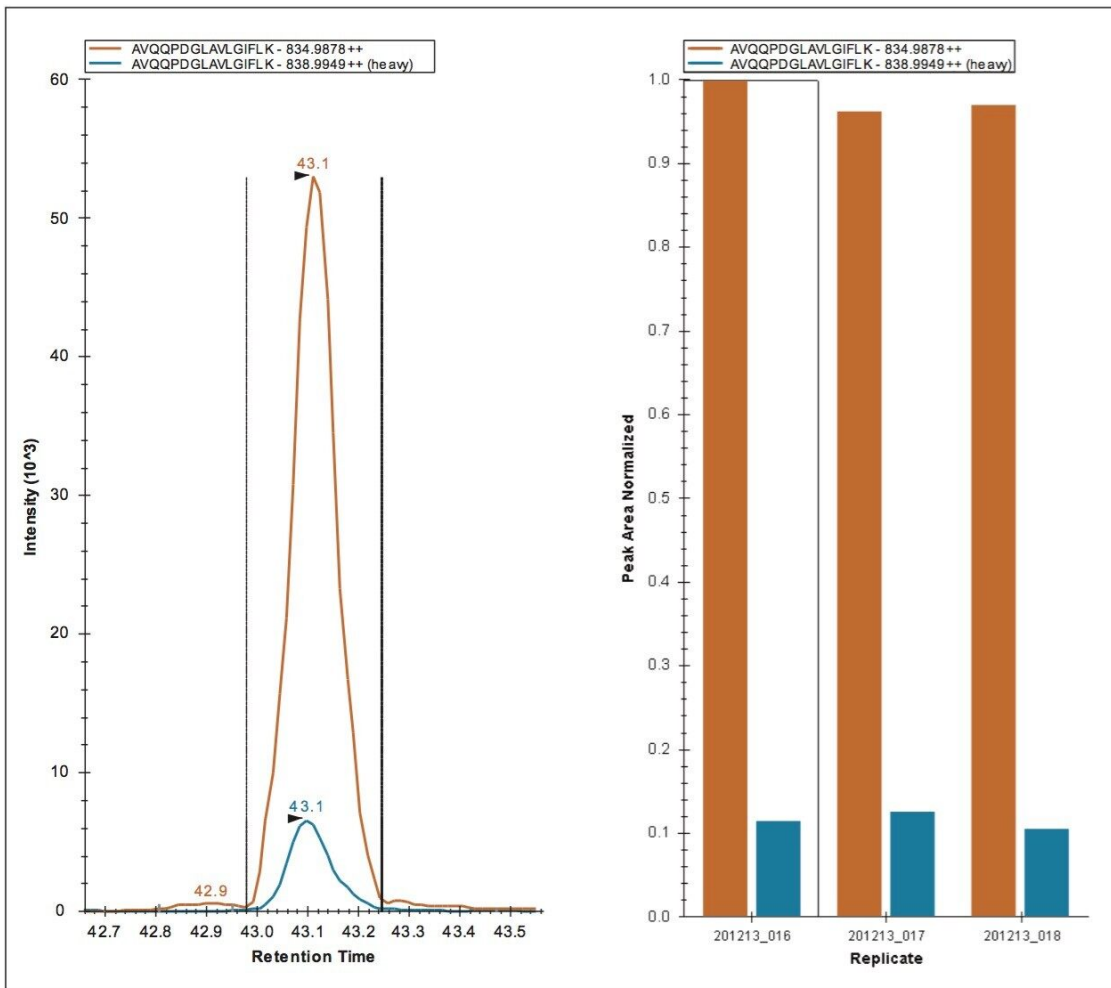 AVQQPDGLAVLGIFLK - 834.9878++
AVQQPDGLAVLGIFLK - 838.9949++ (heavy)
60
50
40
30
20
10
0
Intensity (10^3)
43.1
43.1
42.9
42.7 42.8 42.9 43.0 43.1 43.2 43.3 43.4 43.5
Retention Time
AVQQPDGLAVLGIFLK - 834.9878++
AVQQPDGLAVLGIFLK - 838.9949++ (heavy)
1.0
0.9
0.8
0.7
0.6
0.5
0.4
0.3
0.2
0.1
0.0
Peak Area Normalized
201213_016 201213_017 201213_018
Replicate